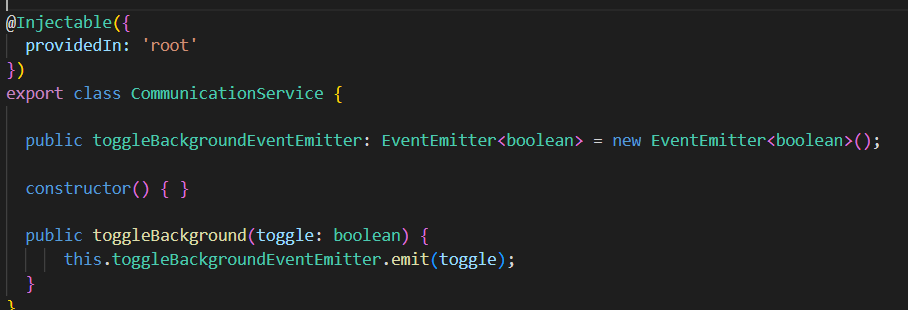 @Injectable({
  providedIn: 'root'
})
export class CommunicationService {
  public toggleBackgroundEventEmitter: EventEmitter<boolean> = new EventEmitter<boolean>();
  constructor() { }
  public toggleBackground(toggle: boolean) {
      this.toggleBackgroundEventEmitter.emit(toggle);
  }
}